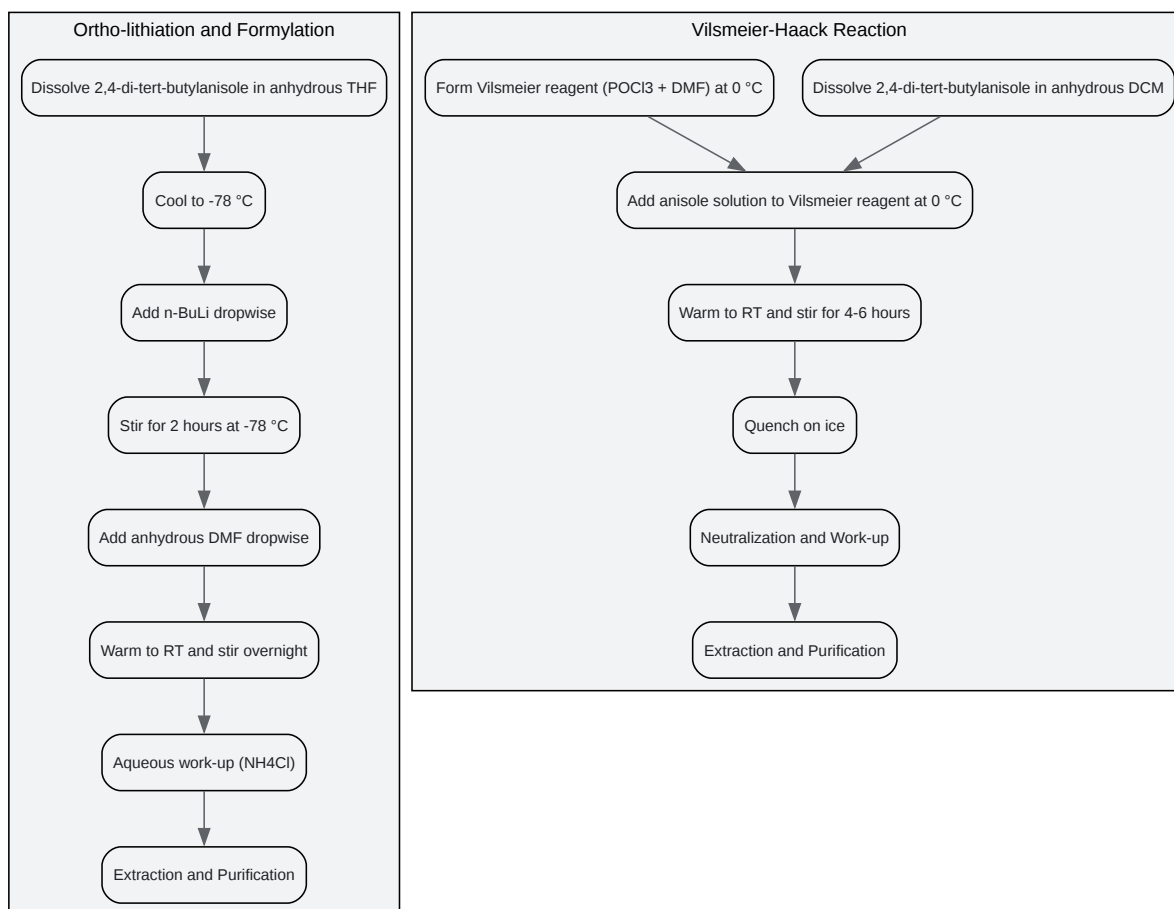 Ortho-lithiation and Formylation
Dissolve 2,4-di-tert-butylanisole in anhydrous THF
Cool to -78 °C
Add n-BuLi dropwise
Stir for 2 hours at -78 °C
Add anhydrous DMF dropwise
Warm to RT and stir overnight
Aqueous work-up (NH4Cl)
Extraction and Purification
Vilsmeier-Haack Reaction
Form Vilsmeier reagent (POCl3 + DMF) at 0 °C
Dissolve 2,4-di-tert-butylanisole in anhydrous DCM
Add anisole solution to Vilsmeier reagent at 0 °C
Warm to RT and stir for 4-6 hours
Quench on ice
Neutralization and Work-up
Extraction and Purification